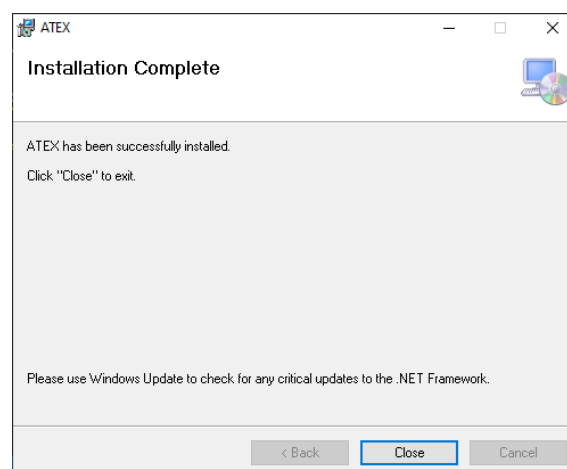 ATEX
Installation Complete
ATEX has been successfully installed.
Click "Close" to exit.
Please use Windows Update to check for any critical updates to the .NET Framework.
< Back Close Cancel